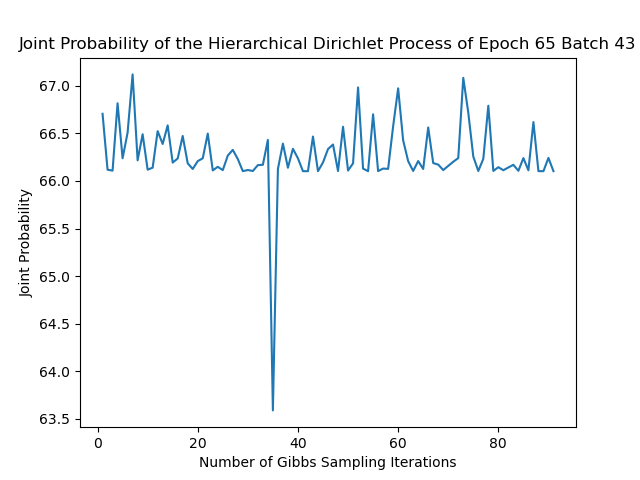 Joint Probability of the Hierarchical Dirichlet Process of Epoch 65 Batch 43
67.0
66.5
66.0
65.5
65.0
64.5
64.0
63.5
Joint Probability
0 20 40 60 80
Number of Gibbs Sampling Iterations